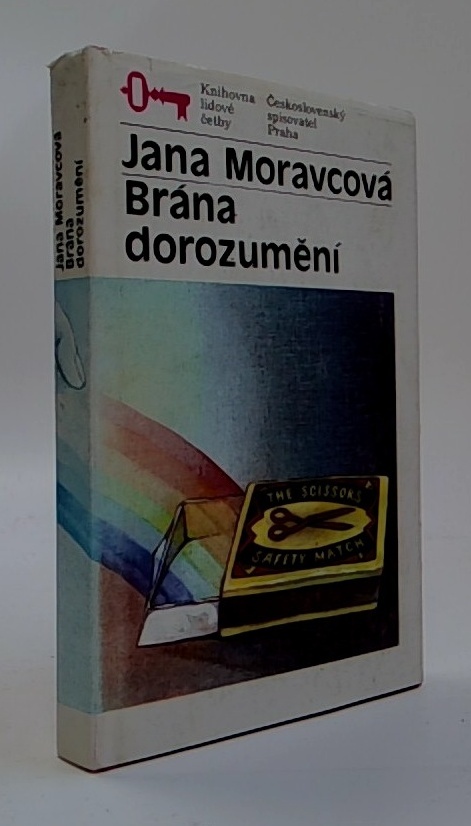 Knihovna
lidové
četby
Československý
spisovatel
Praha
Jana Moravcová
Brána
dorozumění
THE SCISSORS
SAFETY MATCH
Jana Moravcová
Brána
dorozumění